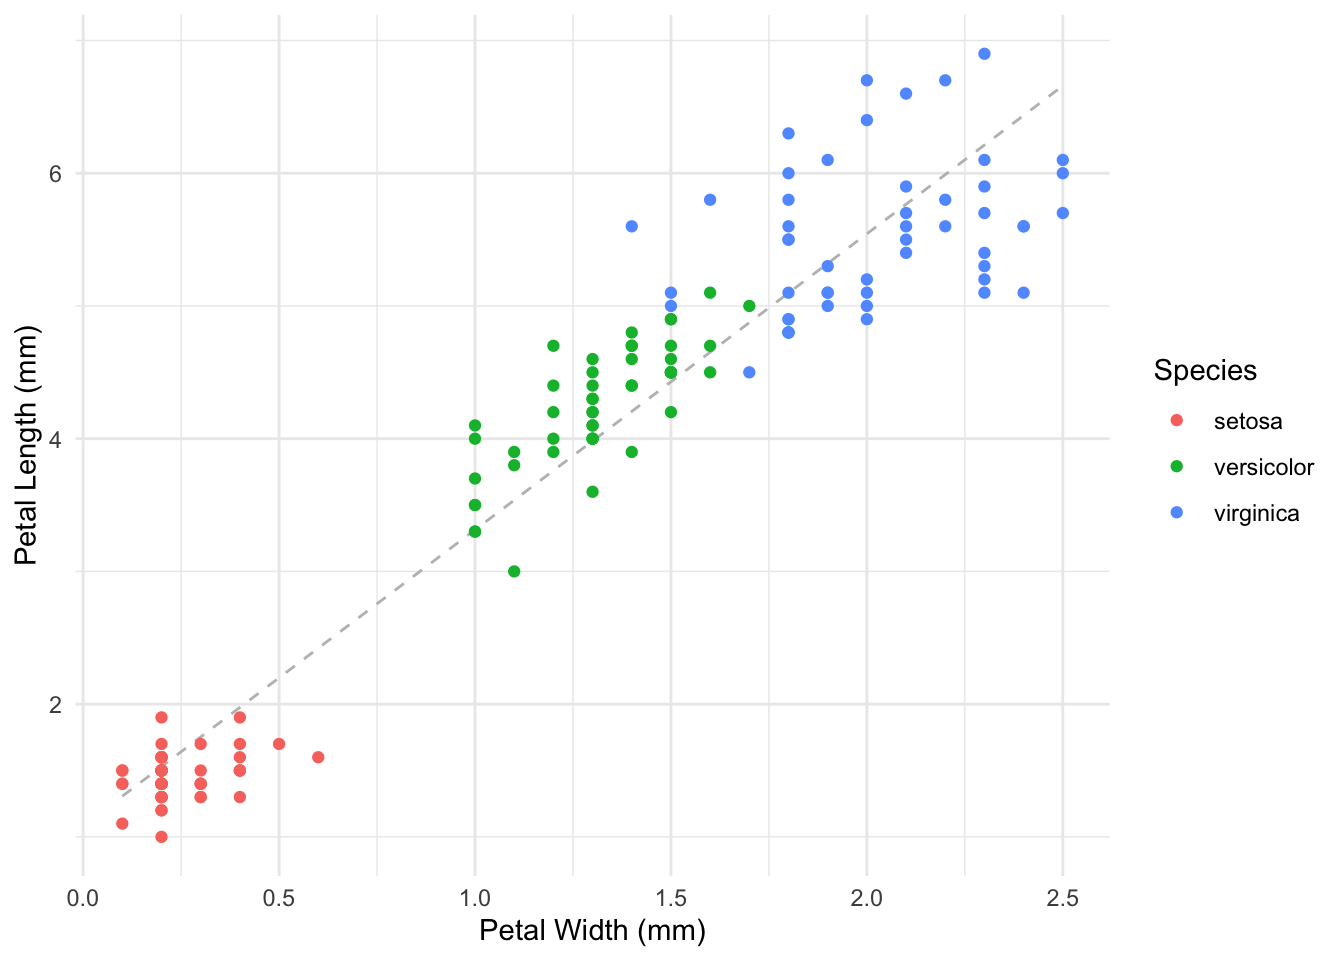 Petal Length (mm)
6
4
2
0.0 0.5 1.0 1.5 2.0 2.5
Petal Width (mm)
Species
setosa
versicolor
virginica